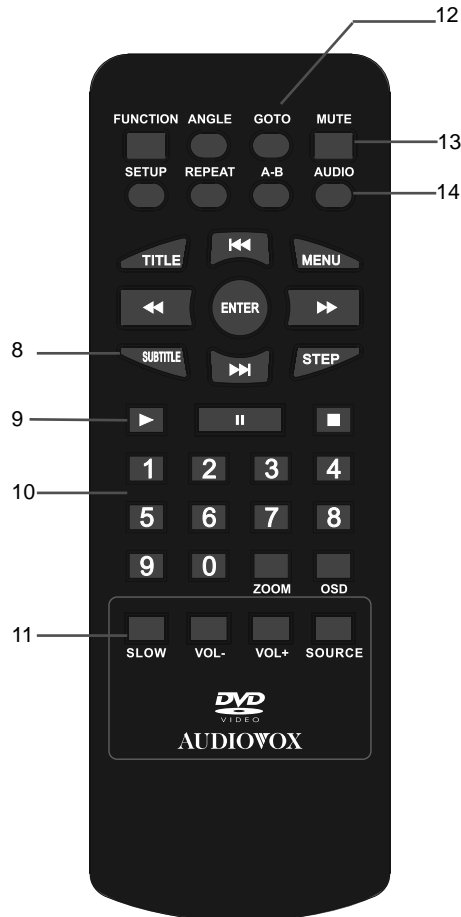 12
FUNCTION ANGLE GOTO MUTE
13
SETUP REPEAT A-B AUDIO
14
TITLE MENU
ENTER
8
SUBTITLE STEP
9
1 2 3 4
10
5 6 7 8
9 0
ZOOM OSD
11
SLOW VOL- VOL+ SOURCE
DVD
VIDEO
AUDIOVOX